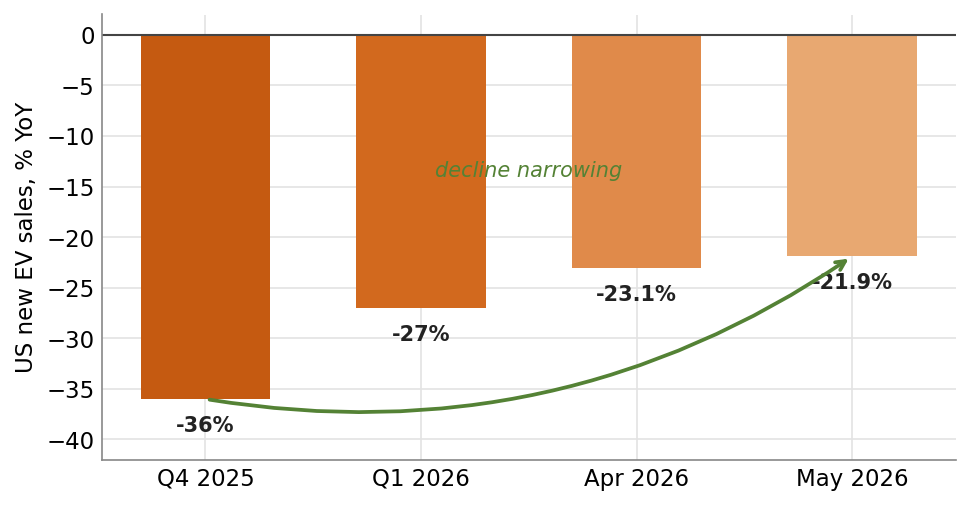 US new EV sales, % YoY
0
−5
−10
−15
−20
−25
−30
−35
−40
decline narrowing
-36%
-27%
-23.1%
-21.9%
Q4 2025
Q1 2026
Apr 2026
May 2026